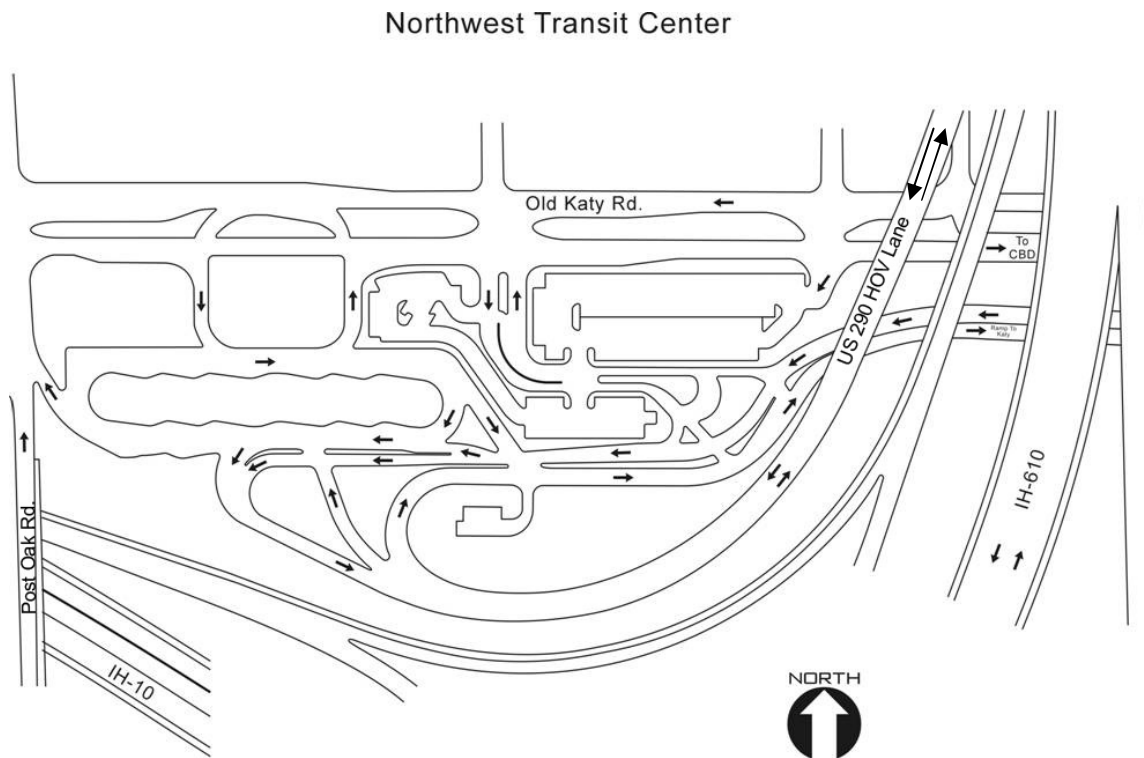 Northwest Transit Center
Old Katy Rd.
To
CBD
US 290 HOV Lane
Ramp To
Katy
IH-610
Post Oak Rd.
IH-10
NORTH